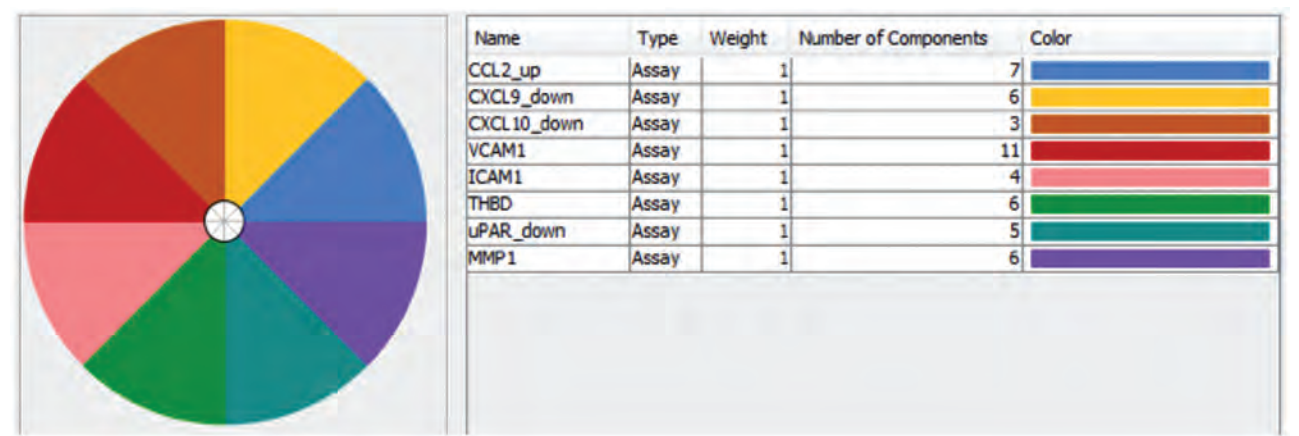 Name Type Weight Number of Components Color
CCL2_up Assay 1 7
CXCL9_down Assay 1 6
CXCL10_down Assay 1 3
VCAM1 Assay 1 11
ICAM1 Assay 1 4
THBD Assay 1 6
uPAR_down Assay 1 5
MMP1 Assay 1 6